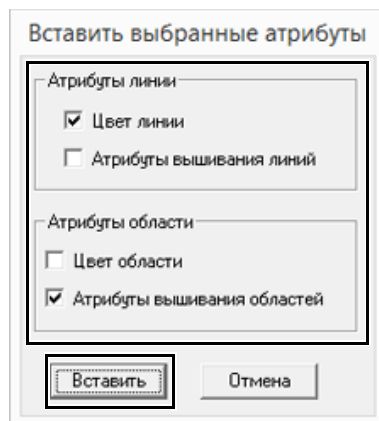 Вставить выбранные атрибуты
Атрибуты линии
Цвет линии
Атрибуты вышивания линий
Атрибуты области
Цвет области
Атрибуты вышивания областей
Вставить
Отмена